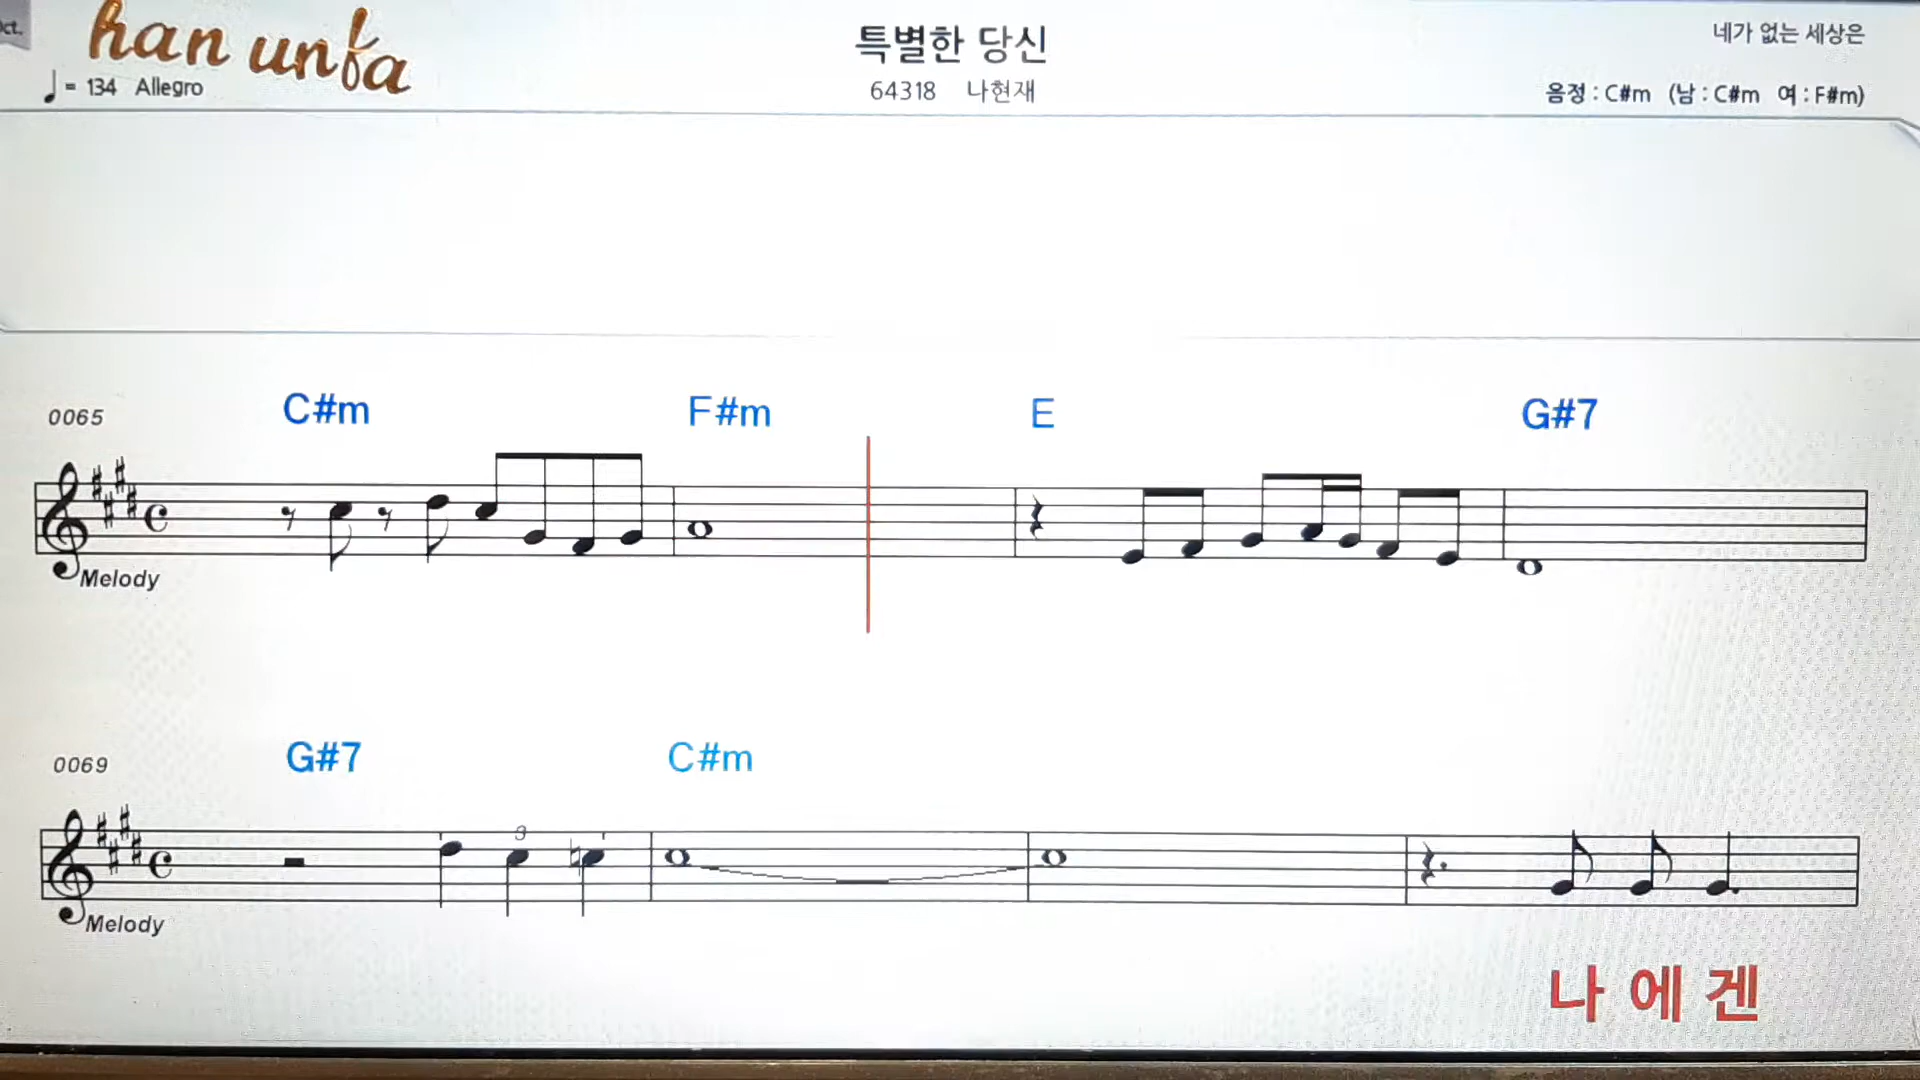 ct.
han unfa
♩= 134 Allegro
특별한 당신
64318 나현재
네가 없는 세상은
음정 : C#m (남 : C#m 여 : F#m)
0065
C#m F#m E G#7
Melody
0069
G#7 C#m
3
Melody
나 에 겐